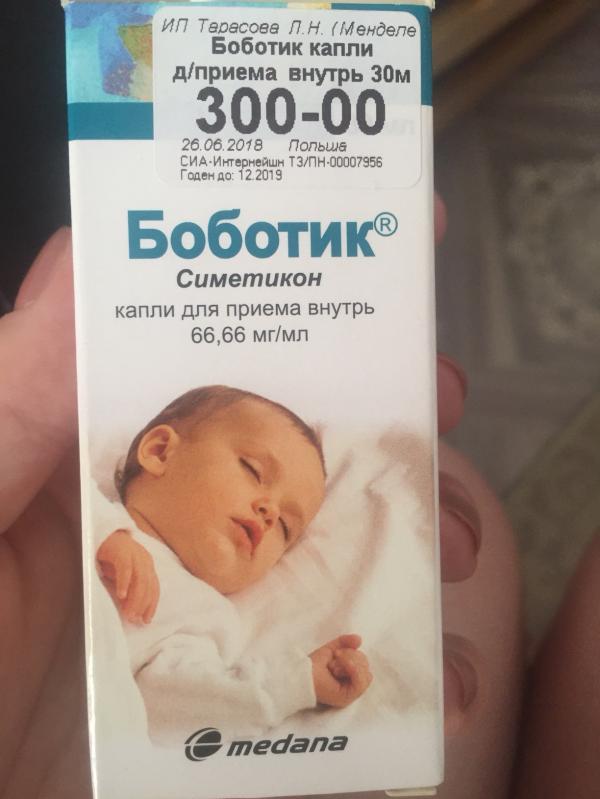 ИП Тарасова Л.Н. (Менделе
Боботик капли
д/приема внутрь 30м
300-00
26.06.2018 Польша
СИА-Интернейшн ТЗ/ПН-00007956
Годен до: 12.2019
Боботик®
Симетикон
капли для приема внутрь
66,66 мг/мл
medana